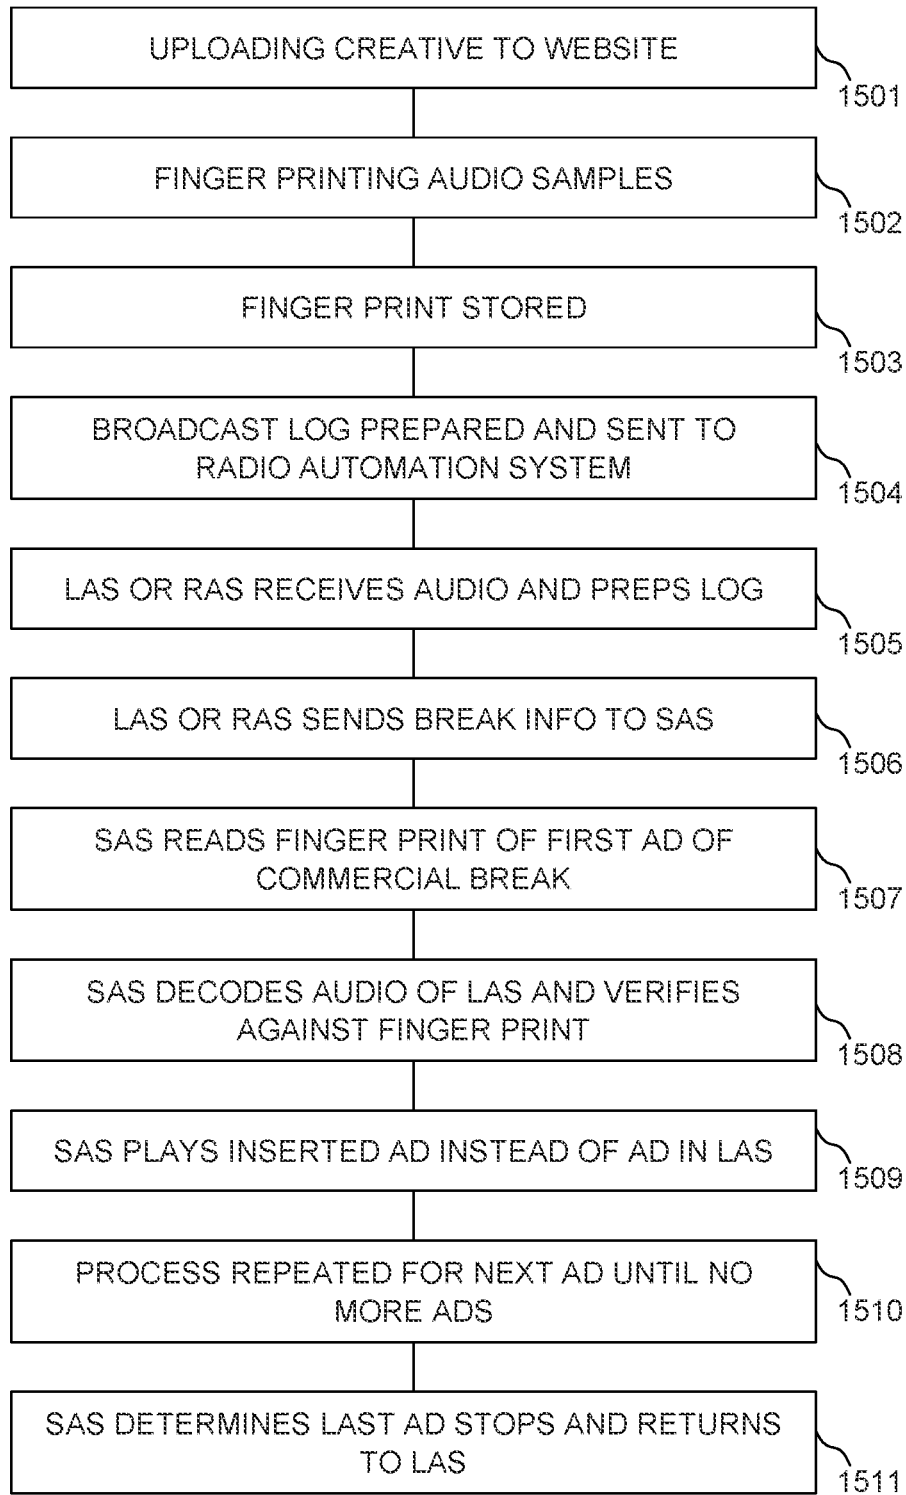 UPLOADING CREATIVE TO WEBSITE
1501
FINGER PRINTING AUDIO SAMPLES
1502
FINGER PRINT STORED
1503
BROADCAST LOG PREPARED AND SENT TO
RADIO AUTOMATION SYSTEM
1504
LAS OR RAS RECEIVES AUDIO AND PREPS LOG
1505
LAS OR RAS SENDS BREAK INFO TO SAS
1506
SAS READS FINGER PRINT OF FIRST AD OF
COMMERCIAL BREAK
1507
SAS DECODES AUDIO OF LAS AND VERIFIES
AGAINST FINGER PRINT
1508
SAS PLAYS INSERTED AD INSTEAD OF AD IN LAS
1509
PROCESS REPEATED FOR NEXT AD UNTIL NO
MORE ADS
1510
SAS DETERMINES LAST AD STOPS AND RETURNS
TO LAS
1511